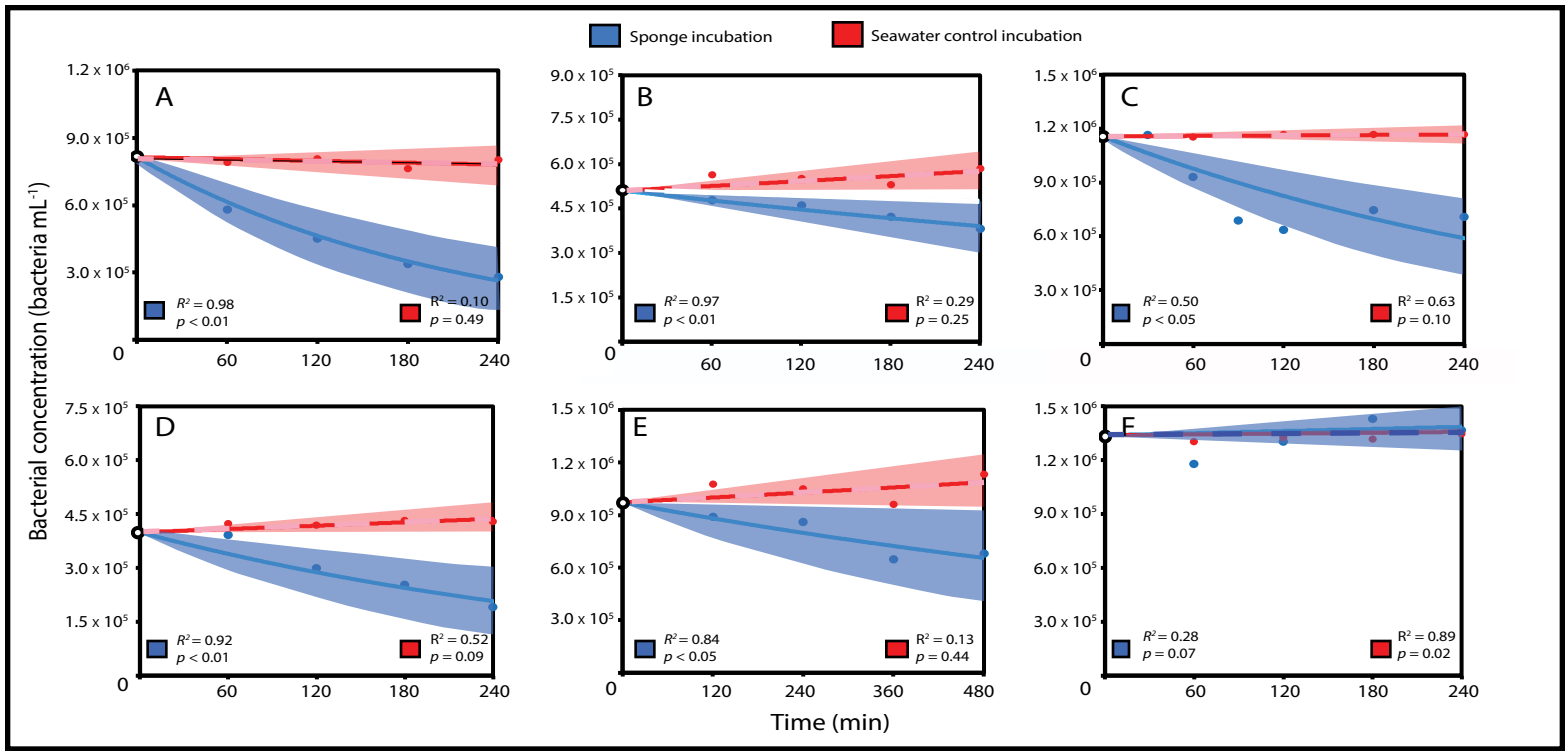 Sponge incubation
Seawater control incubation
Bacterial concentration (bacteria mL⁻¹)
A
1.2 x 10⁶
9.0 x 10⁵
6.0 x 10⁵
3.0 x 10⁵
0
R² = 0.98
p < 0.01
R² = 0.10
p = 0.49
60 120 180 240
B
9.0 x 10⁵
7.5 x 10⁵
6.0 x 10⁵
4.5 x 10⁵
3.0 x 10⁵
1.5 x 10⁵
0
R² = 0.97
p < 0.01
R² = 0.29
p = 0.25
60 120 180 240
C
1.5 x 10⁶
1.2 x 10⁶
9.0 x 10⁵
6.0 x 10⁵
3.0 x 10⁵
0
R² = 0.50
p < 0.05
R² = 0.63
p = 0.10
60 120 180 240
D
7.5 x 10⁵
6.0 x 10⁵
4.5 x 10⁵
3.0 x 10⁵
1.5 x 10⁵
0
R² = 0.92
p < 0.01
R² = 0.52
p = 0.09
60 120 180 240
E
1.5 x 10⁶
1.2 x 10⁶
9.0 x 10⁵
6.0 x 10⁵
3.0 x 10⁵
0
R² = 0.84
p < 0.05
R² = 0.13
p = 0.44
120 240 360 480
F
1.5 x 10⁶
1.2 x 10⁶
9.0 x 10⁵
6.0 x 10⁵
3.0 x 10⁵
0
R² = 0.28
p = 0.07
R² = 0.89
p = 0.02
60 120 180 240
Time (min)